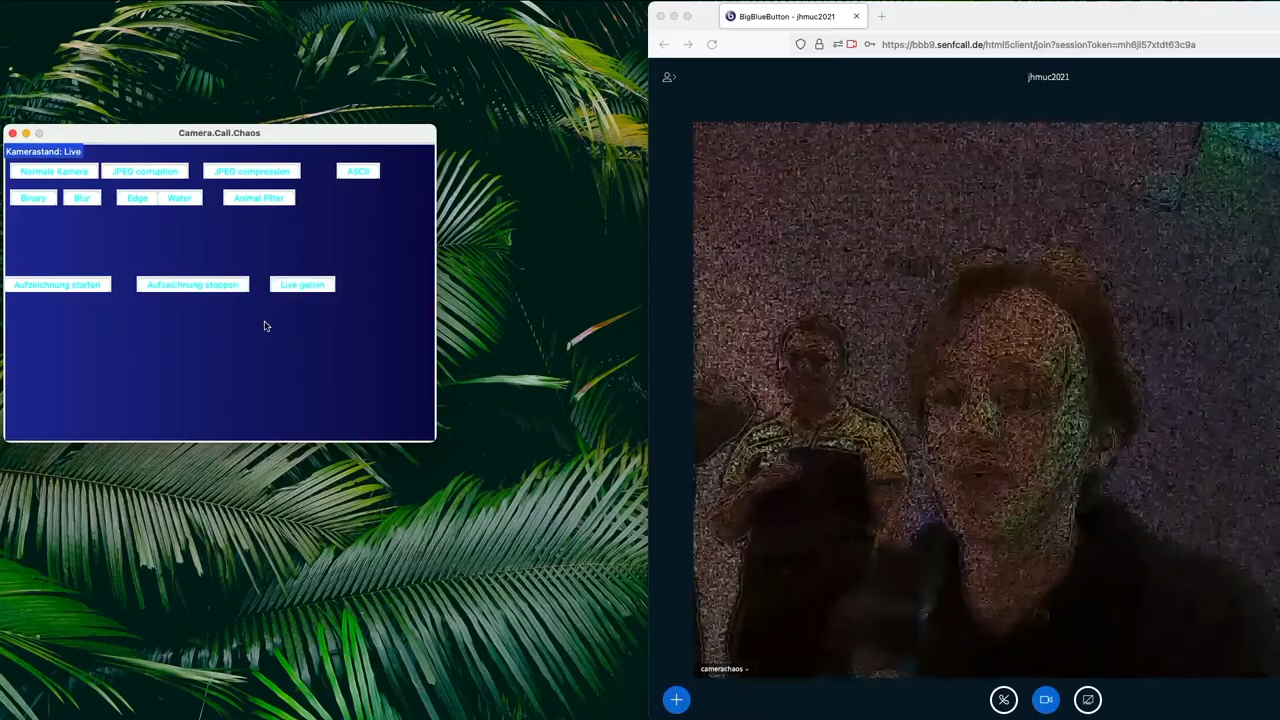 Camera.Call.Chaos
Kamerastand: Live
Normale Kamera JPEG corruption JPEG compression ASCII
Binary Blur Edge Water Animal Filter
Aufzeichnung starten Aufzeichnung stoppen Live gehen
BigBlueButton - jhmuc2021
https://bbb9.senfcall.de/html5client/join?sessionToken=mh6jl57xtdt63c9a
jhmuc2021
camerachaos